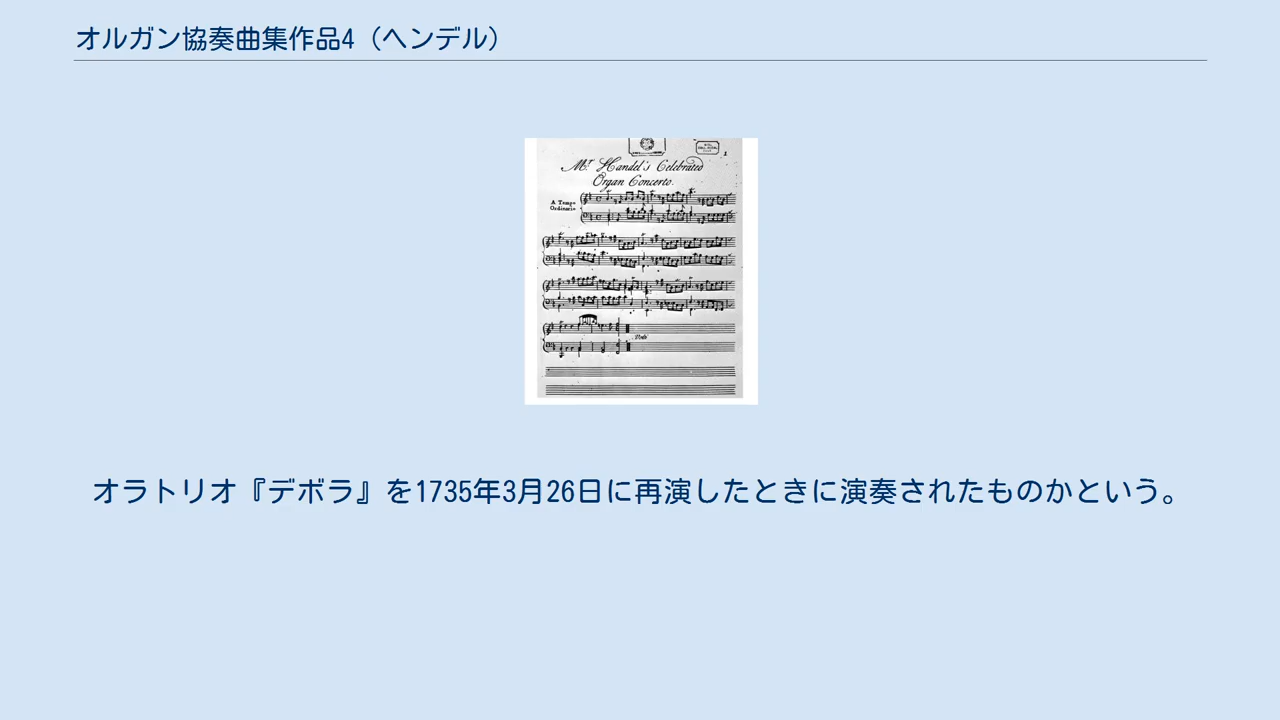 オルガン協奏曲集作品4（ヘンデル）
Mr. Handel's Celebrated
Organ Concerto.
A Tempo
Ordinario
オラトリオ『デボラ』を1735年3月26日に再演したときに演奏されたものかという。